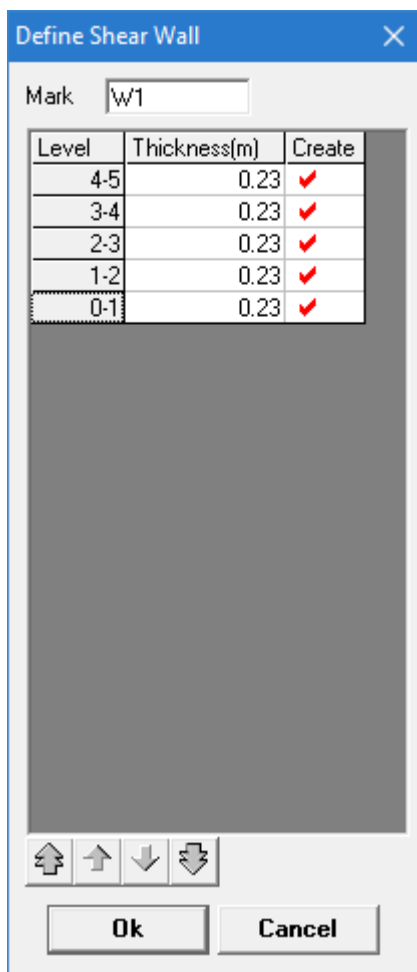 Define Shear Wall
Mark W1
Level Thickness(m) Create
4-5 0.23
3-4 0.23
2-3 0.23
1-2 0.23
0-1 0.23
Ok Cancel